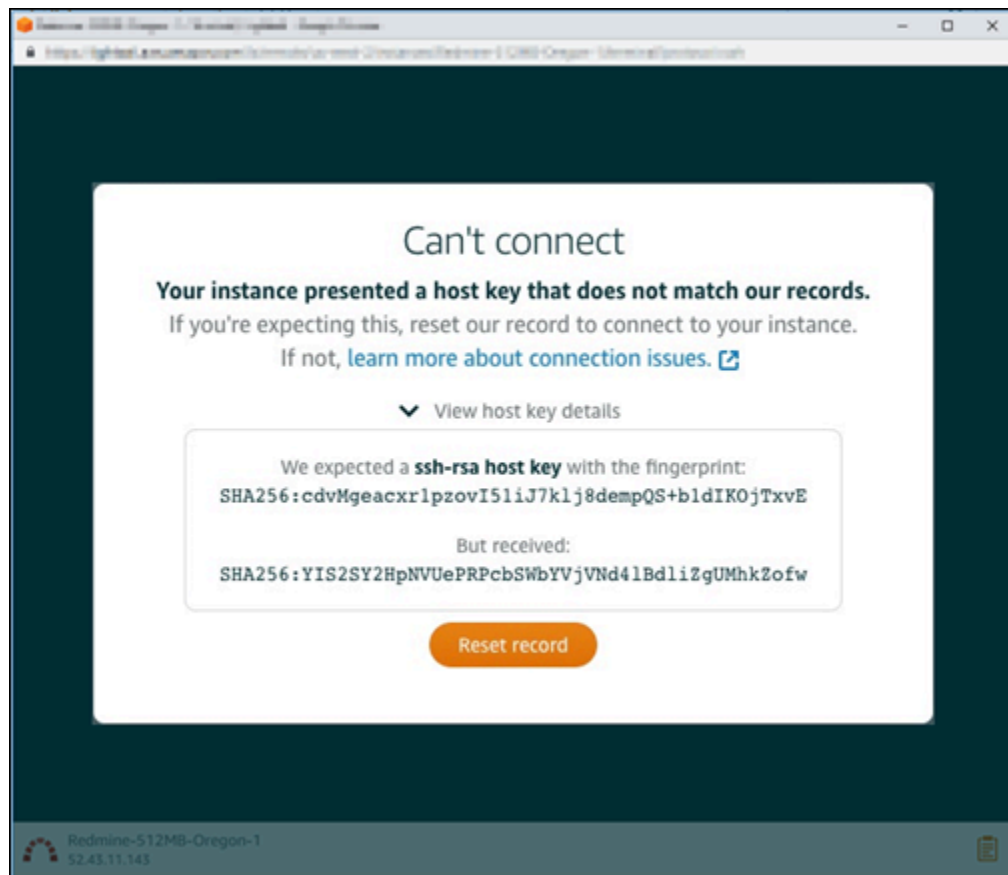 Can't connect
Your instance presented a host key that does not match our records.
If you're expecting this, reset our record to connect to your instance.
If not, learn more about connection issues.
View host key details
We expected a ssh-rsa host key with the fingerprint:
SHA256:cdvMgeacxr1pzovI51iJ7klj8dempQS+b1dIKOjTxvE
But received:
SHA256:YIS2SY2HpNVUePRPcbSWbYVjVNd4lBdliZgUMhkZofw
Reset record
Redmine-512MB-Oregon-1
52.43.11.143